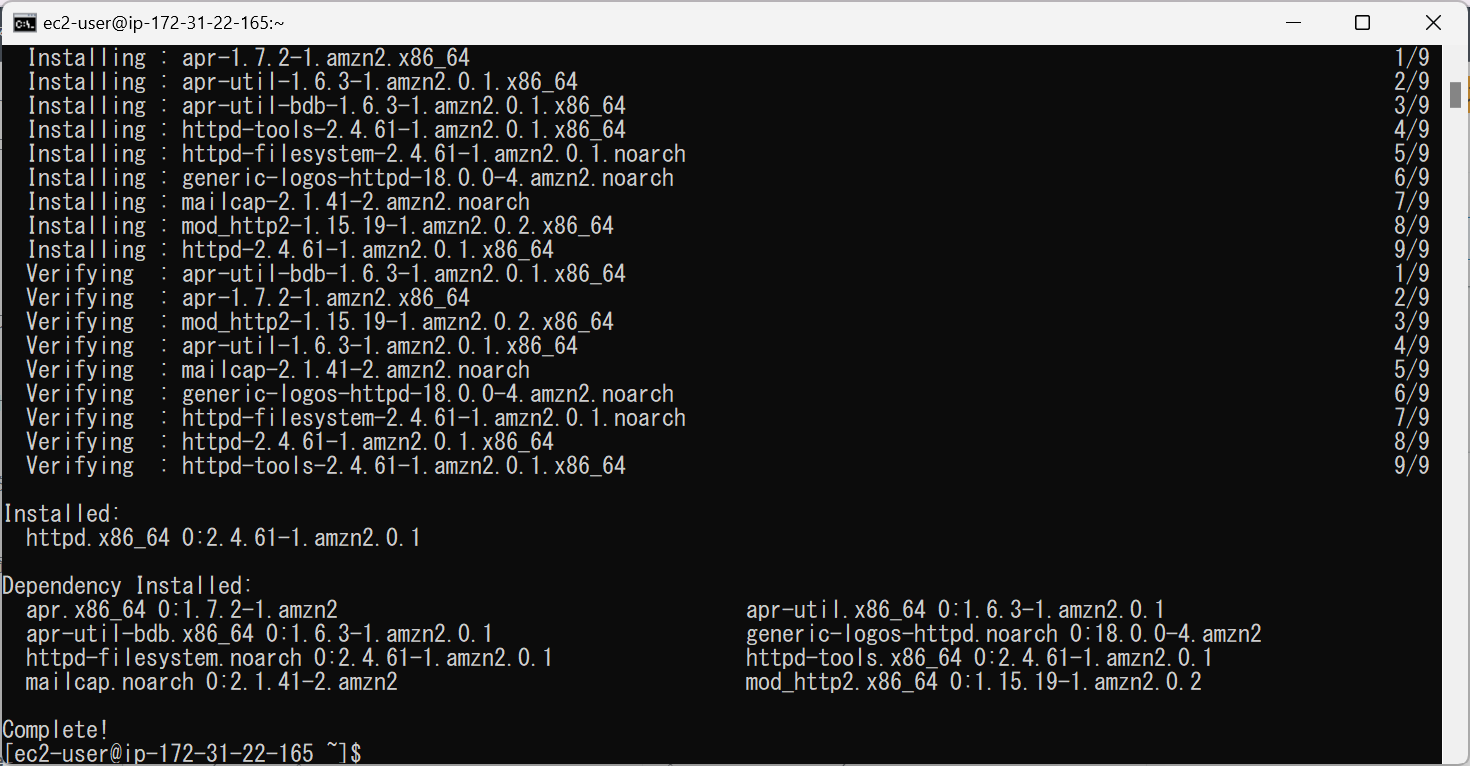 ec2-user@ip-172-31-22-165:~
Installing : apr-1.7.2-1.amzn2.x86_64 1/9
Installing : apr-util-1.6.3-1.amzn2.0.1.x86_64 2/9
Installing : apr-util-bdb-1.6.3-1.amzn2.0.1.x86_64 3/9
Installing : httpd-tools-2.4.61-1.amzn2.0.1.x86_64 4/9
Installing : httpd-filesystem-2.4.61-1.amzn2.0.1.noarch 5/9
Installing : generic-logos-httpd-18.0.0-4.amzn2.noarch 6/9
Installing : mailcap-2.1.41-2.amzn2.noarch 7/9
Installing : mod_http2-1.15.19-1.amzn2.0.2.x86_64 8/9
Installing : httpd-2.4.61-1.amzn2.0.1.x86_64 9/9
Verifying : apr-util-bdb-1.6.3-1.amzn2.0.1.x86_64 1/9
Verifying : apr-1.7.2-1.amzn2.x86_64 2/9
Verifying : mod_http2-1.15.19-1.amzn2.0.2.x86_64 3/9
Verifying : apr-util-1.6.3-1.amzn2.0.1.x86_64 4/9
Verifying : mailcap-2.1.41-2.amzn2.noarch 5/9
Verifying : generic-logos-httpd-18.0.0-4.amzn2.noarch 6/9
Verifying : httpd-filesystem-2.4.61-1.amzn2.0.1.noarch 7/9
Verifying : httpd-2.4.61-1.amzn2.0.1.x86_64 8/9
Verifying : httpd-tools-2.4.61-1.amzn2.0.1.x86_64 9/9
Installed:
httpd.x86_64 0:2.4.61-1.amzn2.0.1
Dependency Installed:
apr.x86_64 0:1.7.2-1.amzn2 apr-util.x86_64 0:1.6.3-1.amzn2.0.1
apr-util-bdb.x86_64 0:1.6.3-1.amzn2.0.1 generic-logos-httpd.noarch 0:18.0.0-4.amzn2
httpd-filesystem.noarch 0:2.4.61-1.amzn2.0.1 httpd-tools.x86_64 0:2.4.61-1.amzn2.0.1
mailcap.noarch 0:2.1.41-2.amzn2 mod_http2.x86_64 0:1.15.19-1.amzn2.0.2
Complete!
[ec2-user@ip-172-31-22-165 ~]$